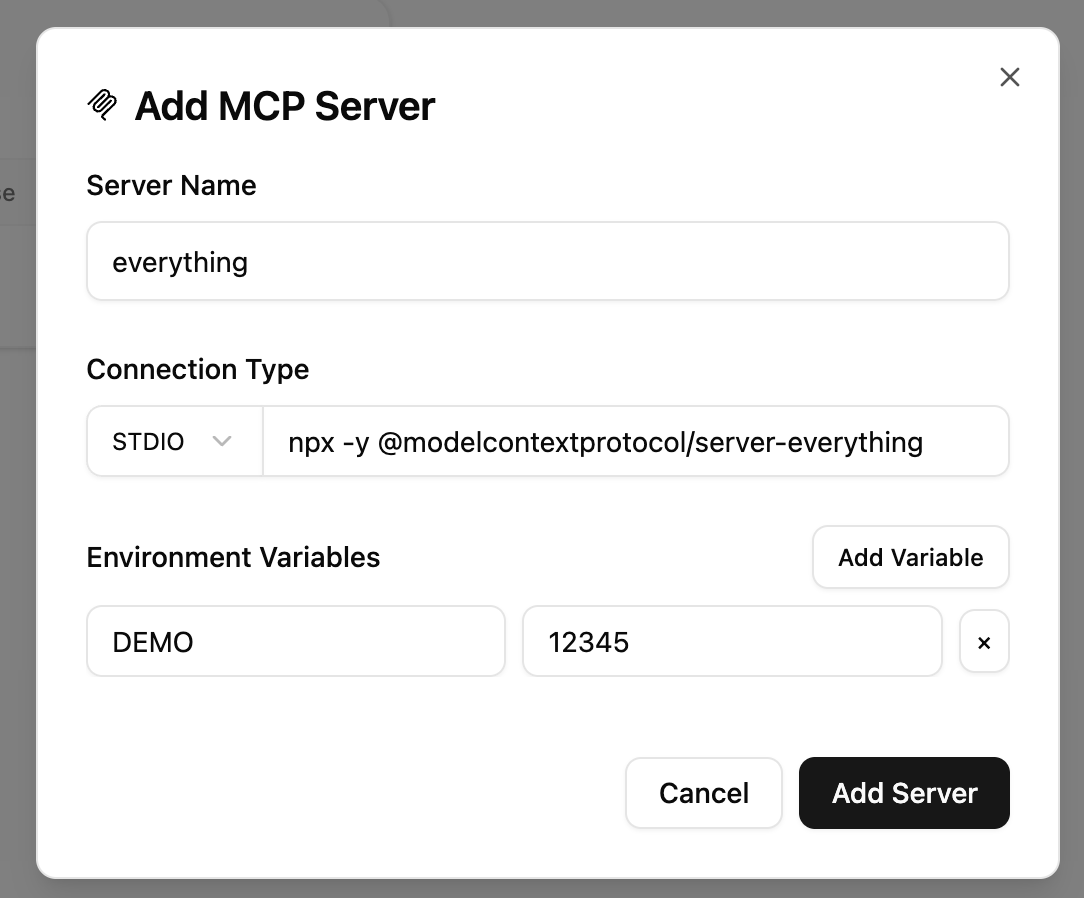 Add MCP Server
Server Name
everything
Connection Type
STDIO
npx -y @modelcontextprotocol/server-everything
Environment Variables
Add Variable
DEMO
12345
×
Cancel
Add Server